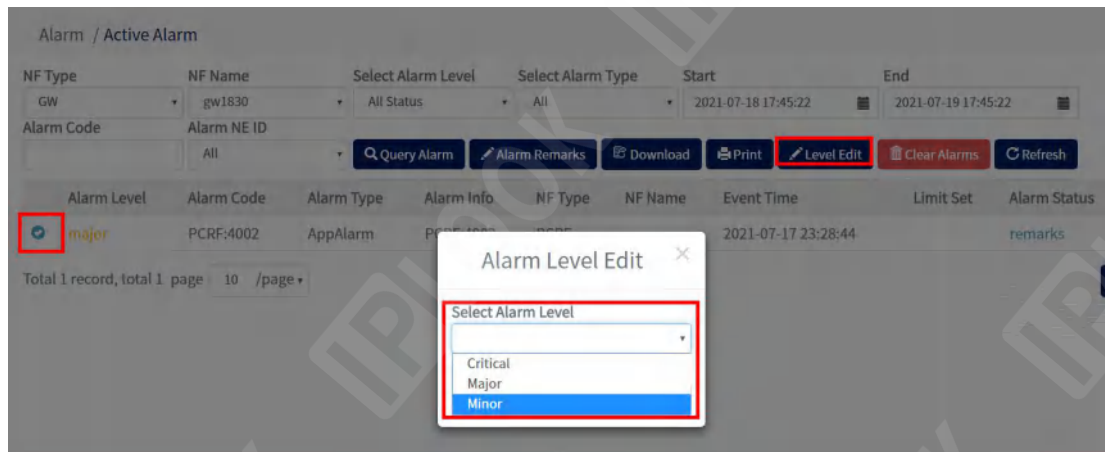 Alarm / Active Alarm
NF Type NF Name Select Alarm Level Select Alarm Type Start End
GW gw1830 All Status All 2021-07-18 17:45:22 2021-07-19 17:45:22
Alarm Code Alarm NE ID
All Query Alarm Alarm Remarks Download Print Level Edit Clear Alarms Refresh
Alarm Level Alarm Code Alarm Type Alarm Info NF Type NF Name Event Time Limit Set Alarm Status
major PCRF:4002 AppAlarm 2021-07-17 23:28:44 remarks
Total 1 record, total 1 page 10 /page
Alarm Level Edit ×
Select Alarm Level
Critical
Major
Minor
IPLOOK